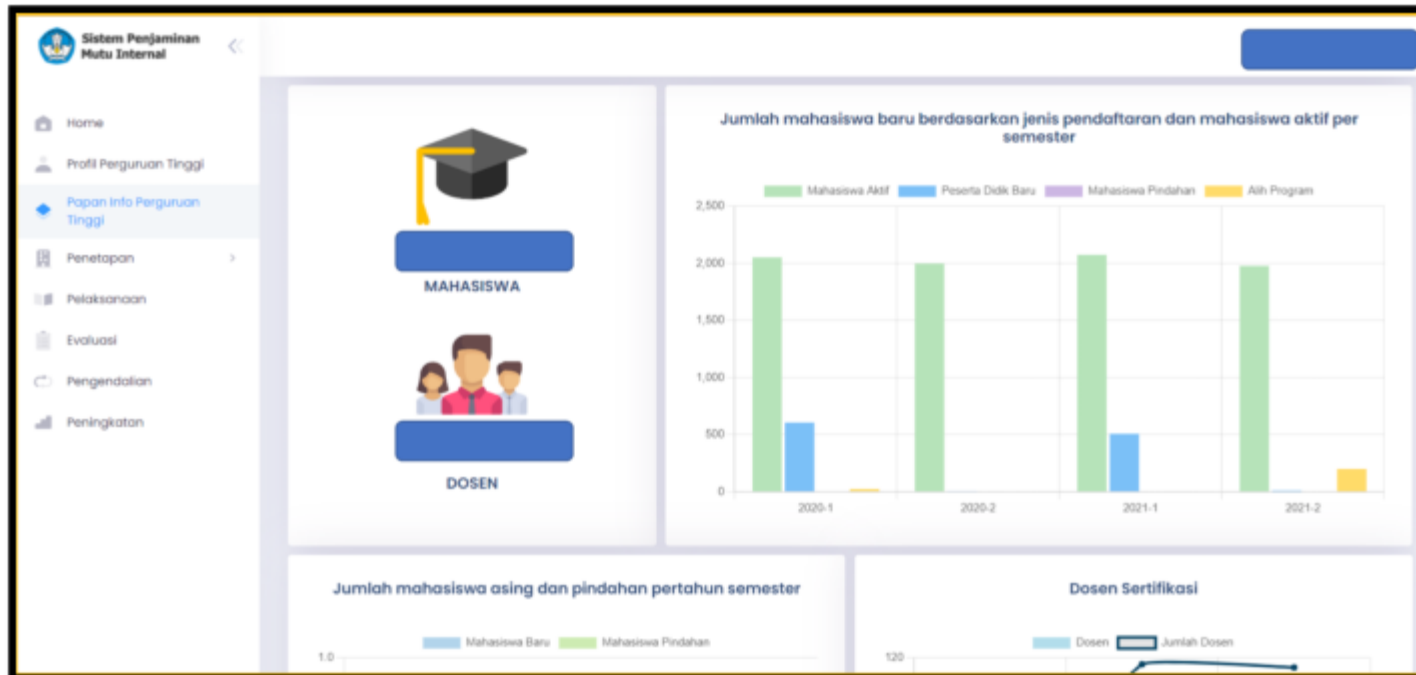 Sistem Penjaminan
Mutu Internal
Home
Profil Perguruan Tinggi
Papan Info Perguruan
Tinggi
Penetapan
Pelaksanaan
Evaluasi
Pengendalian
Peningkatan
MAHASISWA
DOSEN
Jumlah mahasiswa baru berdasarkan jenis pendaftaran dan mahasiswa aktif per
semester
Mahasiswa Aktif Peserta Didik Baru Mahasiswa Pindahan Alih Program
2,500
2,000
1,500
1,000
500
0
2020-1 2020-2 2021-1 2021-2
Jumlah mahasiswa asing dan pindahan pertahun semester
Mahasiswa Baru Mahasiswa Pindahan
1.0
Dosen Sertifikasi
Dosen Jumlah Dosen
120